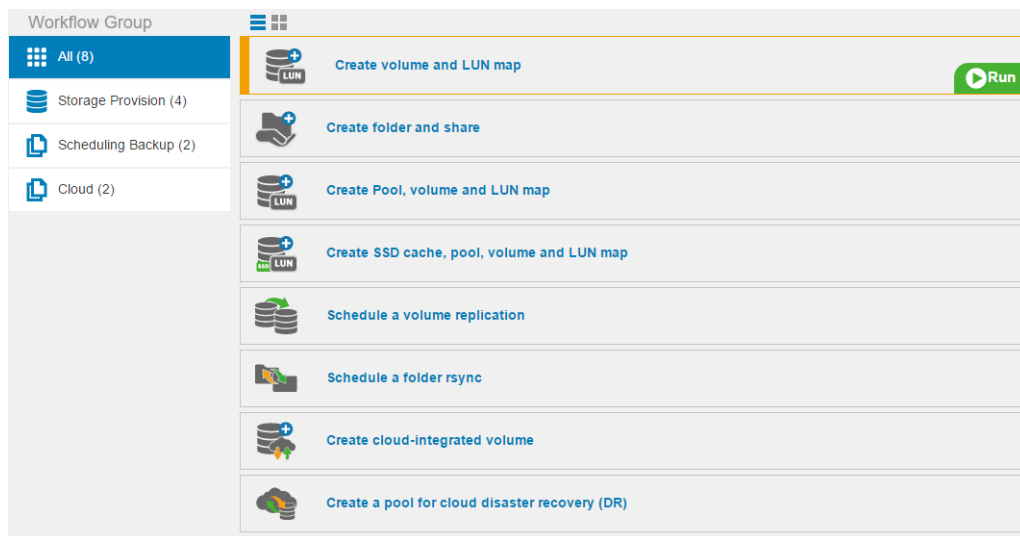 Workflow Group
All (8)
Storage Provision (4)
Scheduling Backup (2)
Cloud (2)
LUN
Create volume and LUN map
Run
Create folder and share
LUN
Create Pool, volume and LUN map
SSD LUN
Create SSD cache, pool, volume and LUN map
Schedule a volume replication
Schedule a folder rsync
Create cloud-integrated volume
Create a pool for cloud disaster recovery (DR)